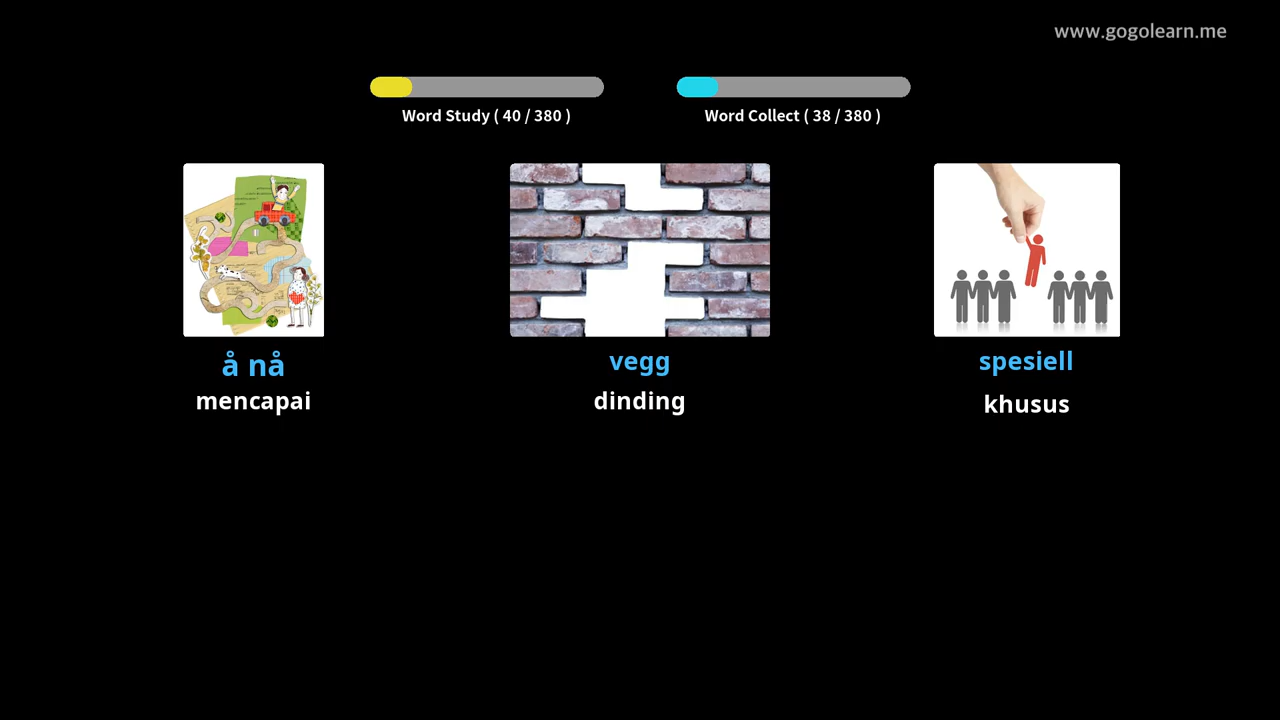 www.gogolearn.me
Word Study ( 40 / 380 )
Word Collect ( 38 / 380 )
å nå
mencapai
vegg
dinding
spesiell
khusus